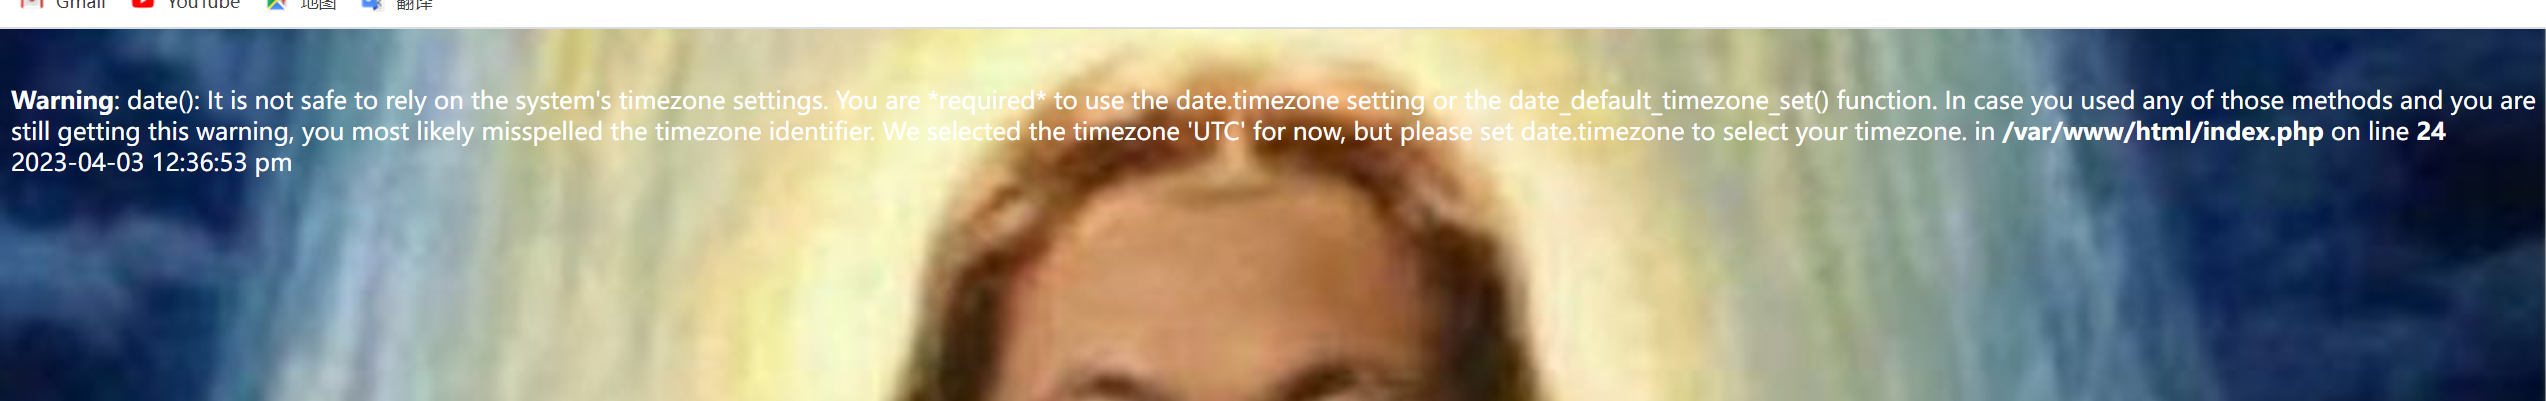 Gmail YouTube 地图 翻译
Warning: date(): It is not safe to rely on the system's timezone settings. You are *required* to use the date.timezone setting or the date_default_timezone_set() function. In case you used any of those methods and you are
still getting this warning, you most likely misspelled the timezone identifier. We selected the timezone 'UTC' for now, but please set date.timezone to select your timezone. in /var/www/html/index.php on line 24
2023-04-03 12:36:53 pm